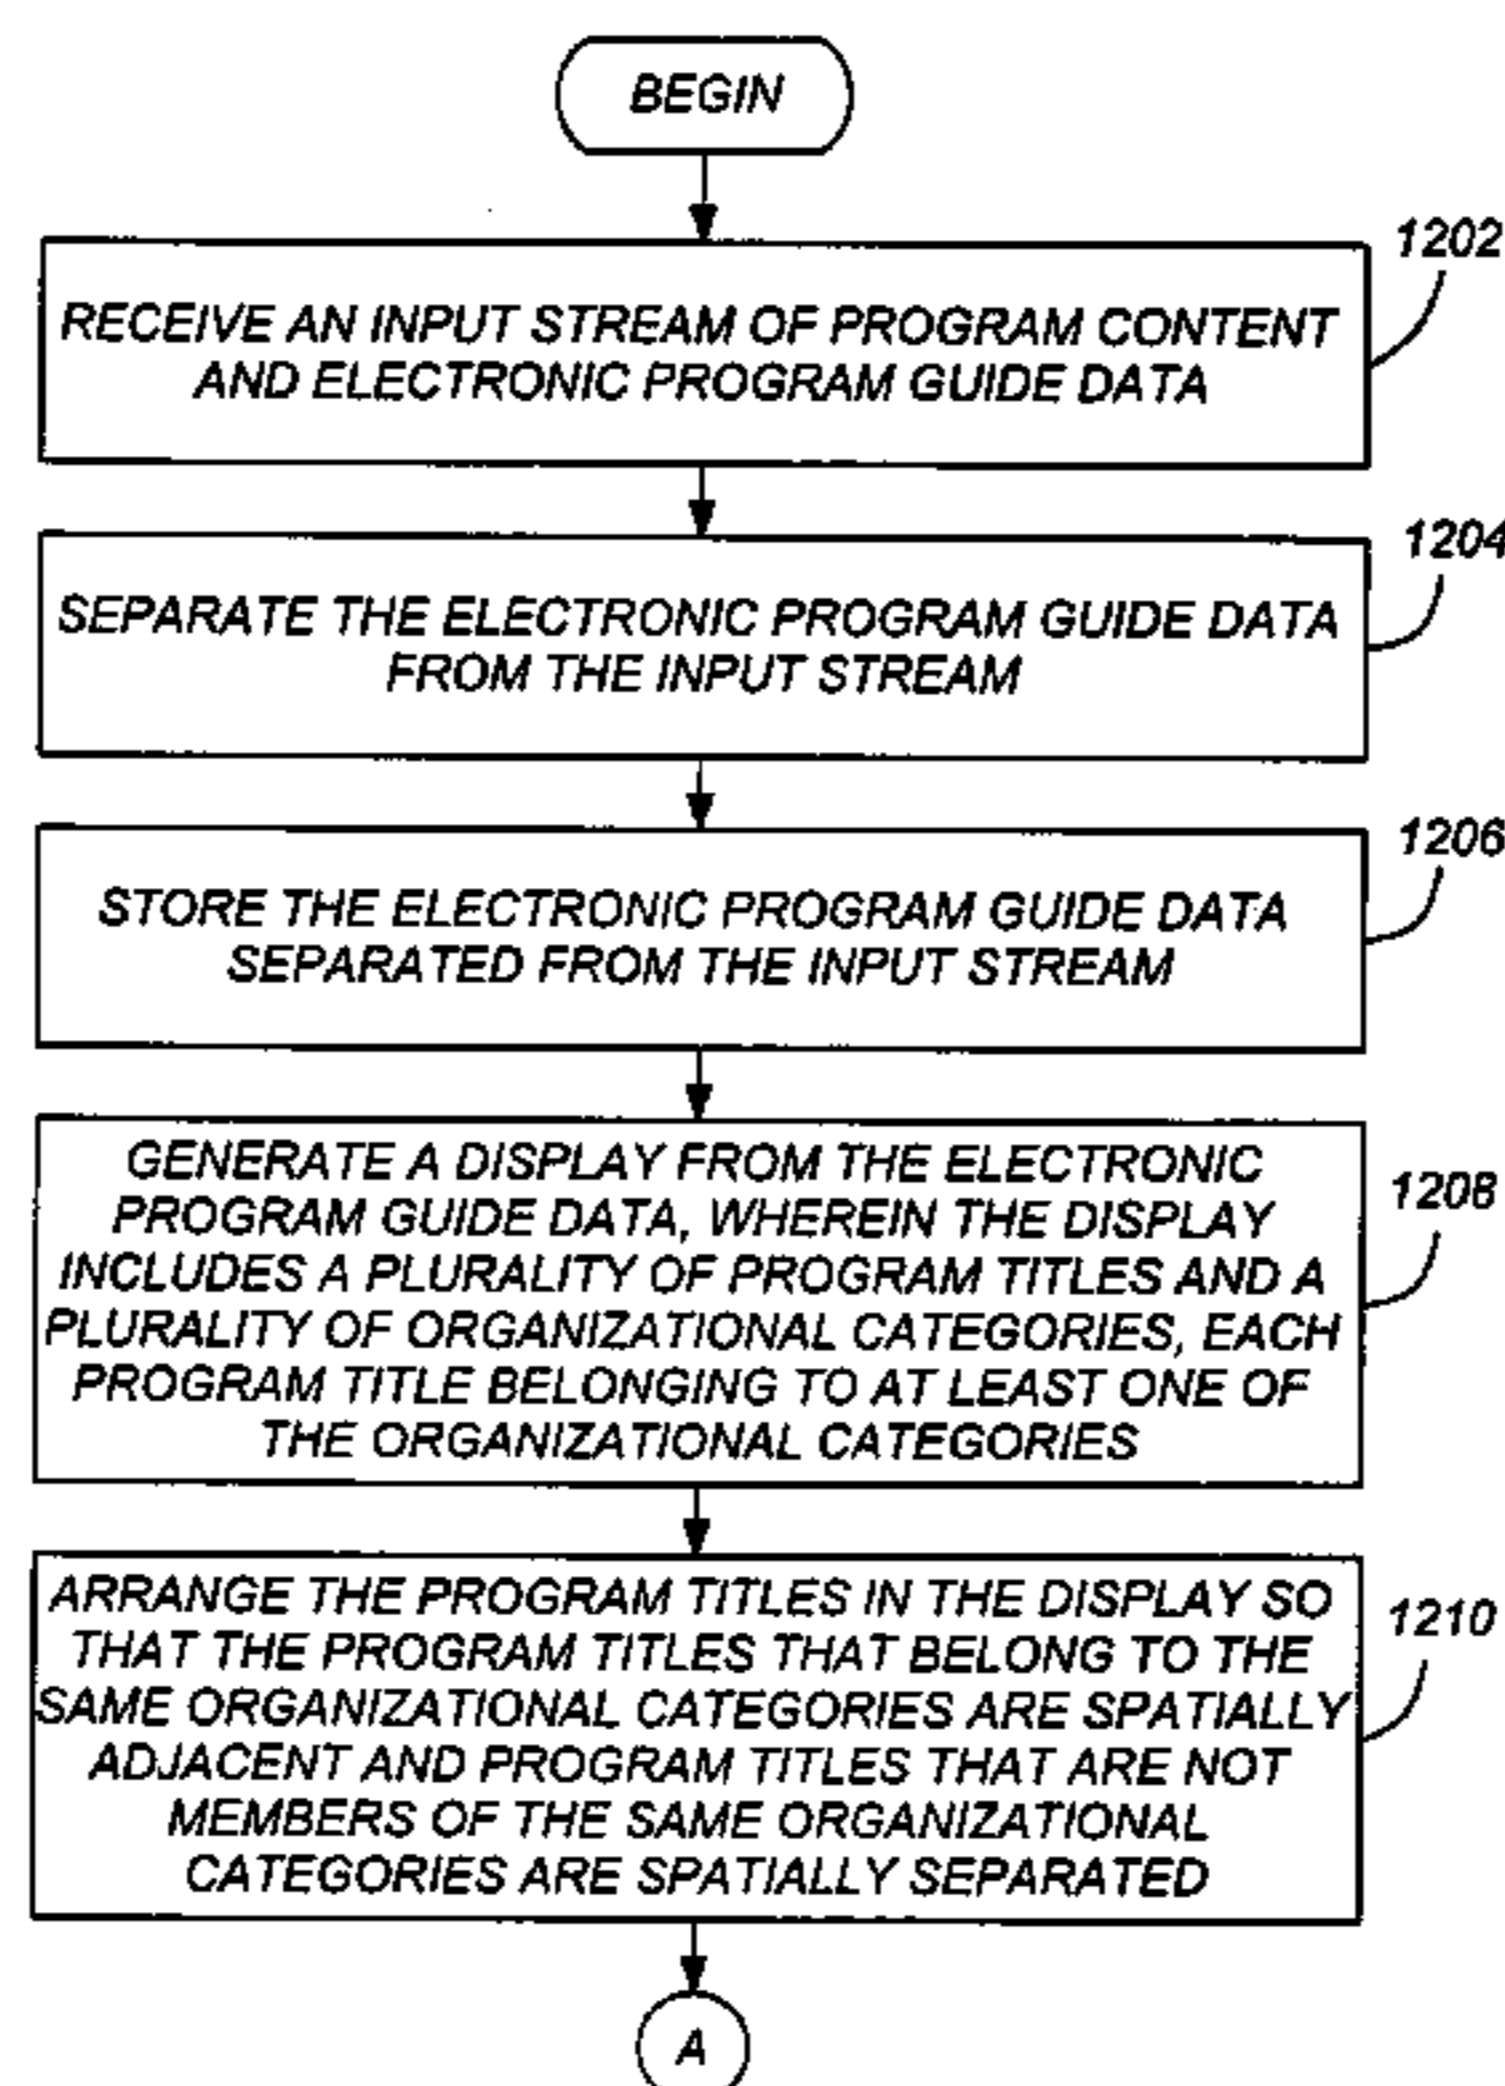 BEGIN
1202
RECEIVE AN INPUT STREAM OF PROGRAM CONTENT
AND ELECTRONIC PROGRAM GUIDE DATA
1204
SEPARATE THE ELECTRONIC PROGRAM GUIDE DATA
FROM THE INPUT STREAM
1206
STORE THE ELECTRONIC PROGRAM GUIDE DATA
SEPARATED FROM THE INPUT STREAM
1208
GENERATE A DISPLAY FROM THE ELECTRONIC
PROGRAM GUIDE DATA, WHEREIN THE DISPLAY
INCLUDES A PLURALITY OF PROGRAM TITLES AND A
PLURALITY OF ORGANIZATIONAL CATEGORIES, EACH
PROGRAM TITLE BELONGING TO AT LEAST ONE OF
THE ORGANIZATIONAL CATEGORIES
1210
ARRANGE THE PROGRAM TITLES IN THE DISPLAY SO
THAT THE PROGRAM TITLES THAT BELONG TO THE
SAME ORGANIZATIONAL CATEGORIES ARE SPATIALLY
ADJACENT AND PROGRAM TITLES THAT ARE NOT
MEMBERS OF THE SAME ORGANIZATIONAL
CATEGORIES ARE SPATIALLY SEPARATED
A